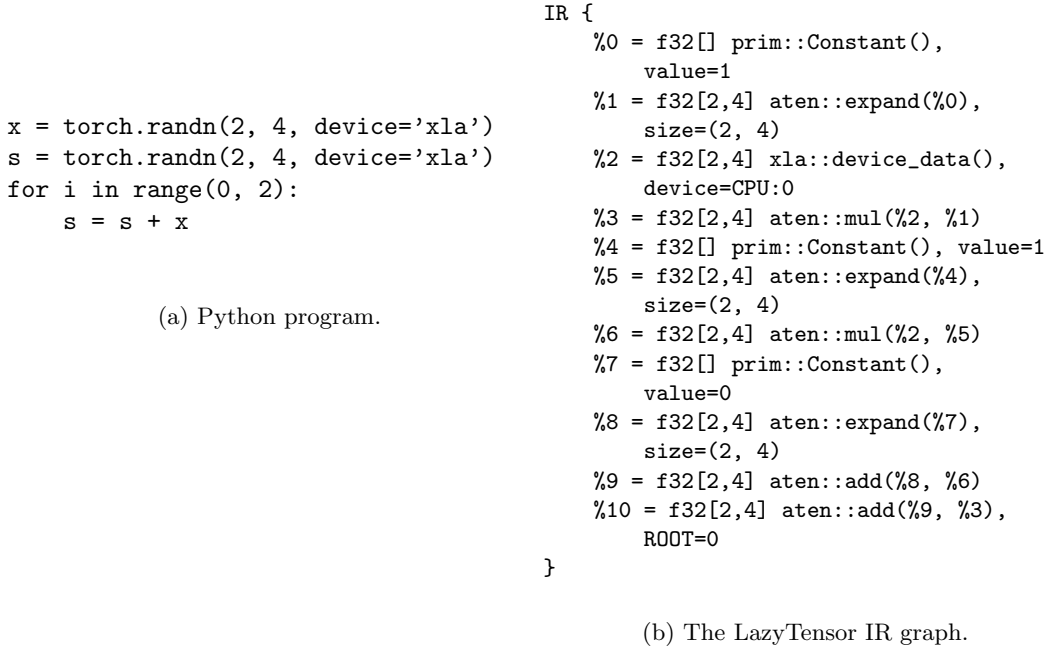 x = torch.randn(2, 4, device='xla')
s = torch.randn(2, 4, device='xla')
for i in range(0, 2):
    s = s + x
(a) Python program.
IR {
    %0 = f32[] prim::Constant(),
        value=1
    %1 = f32[2,4] aten::expand(%0),
        size=(2, 4)
    %2 = f32[2,4] xla::device_data(),
        device=CPU:0
    %3 = f32[2,4] aten::mul(%2, %1)
    %4 = f32[] prim::Constant(), value=1
    %5 = f32[2,4] aten::expand(%4),
        size=(2, 4)
    %6 = f32[2,4] aten::mul(%2, %5)
    %7 = f32[] prim::Constant(),
        value=0
    %8 = f32[2,4] aten::expand(%7),
        size=(2, 4)
    %9 = f32[2,4] aten::add(%8, %6)
    %10 = f32[2,4] aten::add(%9, %3),
        ROOT=0
}
(b) The LazyTensor IR graph.